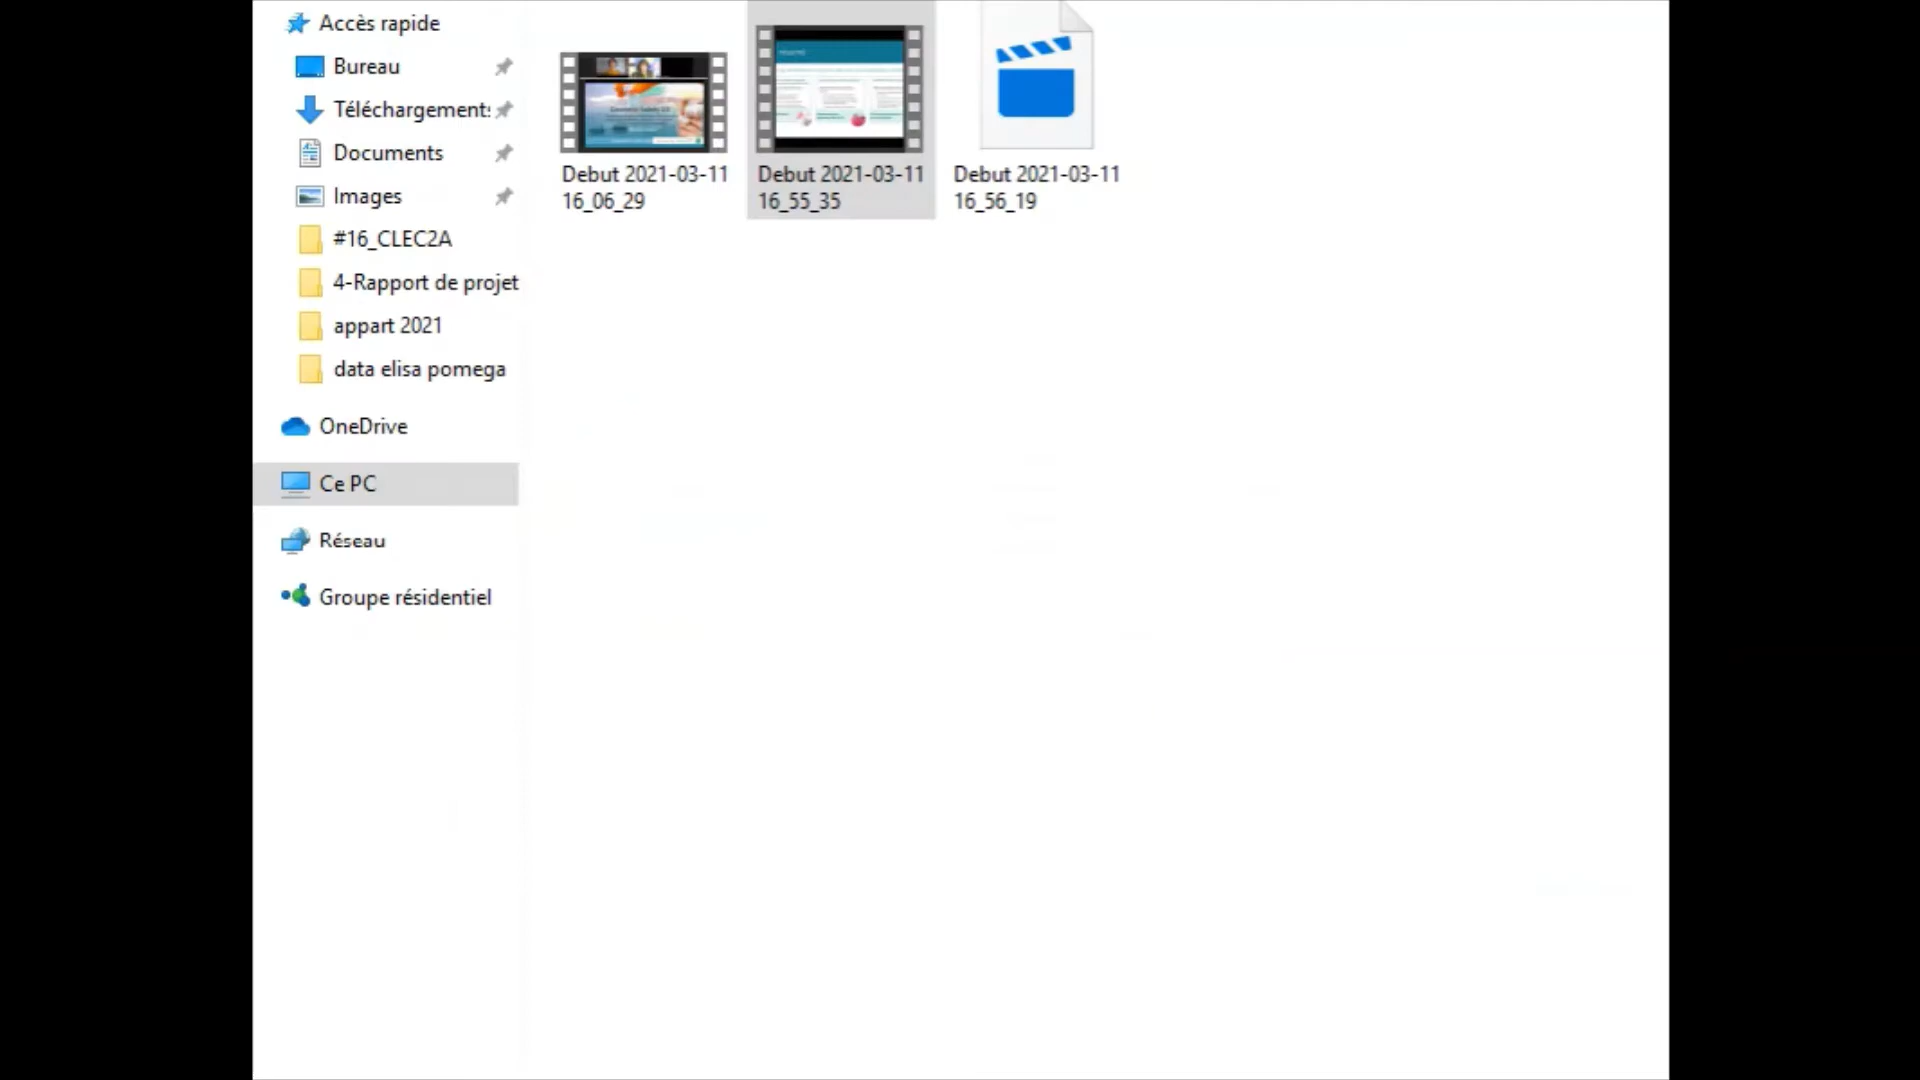 Accès rapide
Bureau
Téléchargement
Documents
Images
#16_CLEC2A
4-Rapport de projet
appart 2021
data elisa pomega
OneDrive
Ce PC
Réseau
Groupe résidentiel
Debut 2021-03-11
16_06_29
Debut 2021-03-11
16_55_35
Debut 2021-03-11
16_56_19